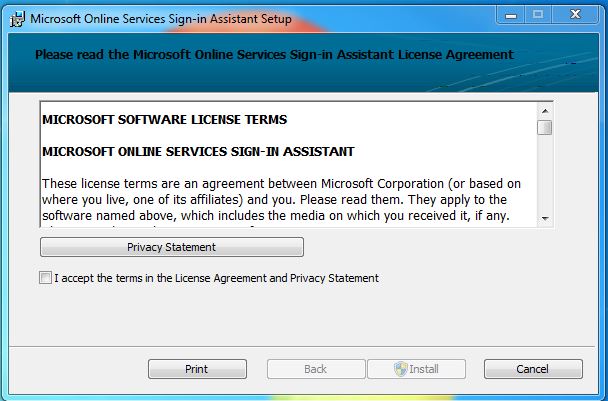 Microsoft Online Services Sign-in Assistant Setup
Please read the Microsoft Online Services Sign-in Assistant License Agreement
MICROSOFT SOFTWARE LICENSE TERMS
MICROSOFT ONLINE SERVICES SIGN-IN ASSISTANT
These license terms are an agreement between Microsoft Corporation (or based on
where you live, one of its affiliates) and you. Please read them. They apply to the
software named above, which includes the media on which you received it, if any.
Privacy Statement
I accept the terms in the License Agreement and Privacy Statement
Print
Back
Install
Cancel